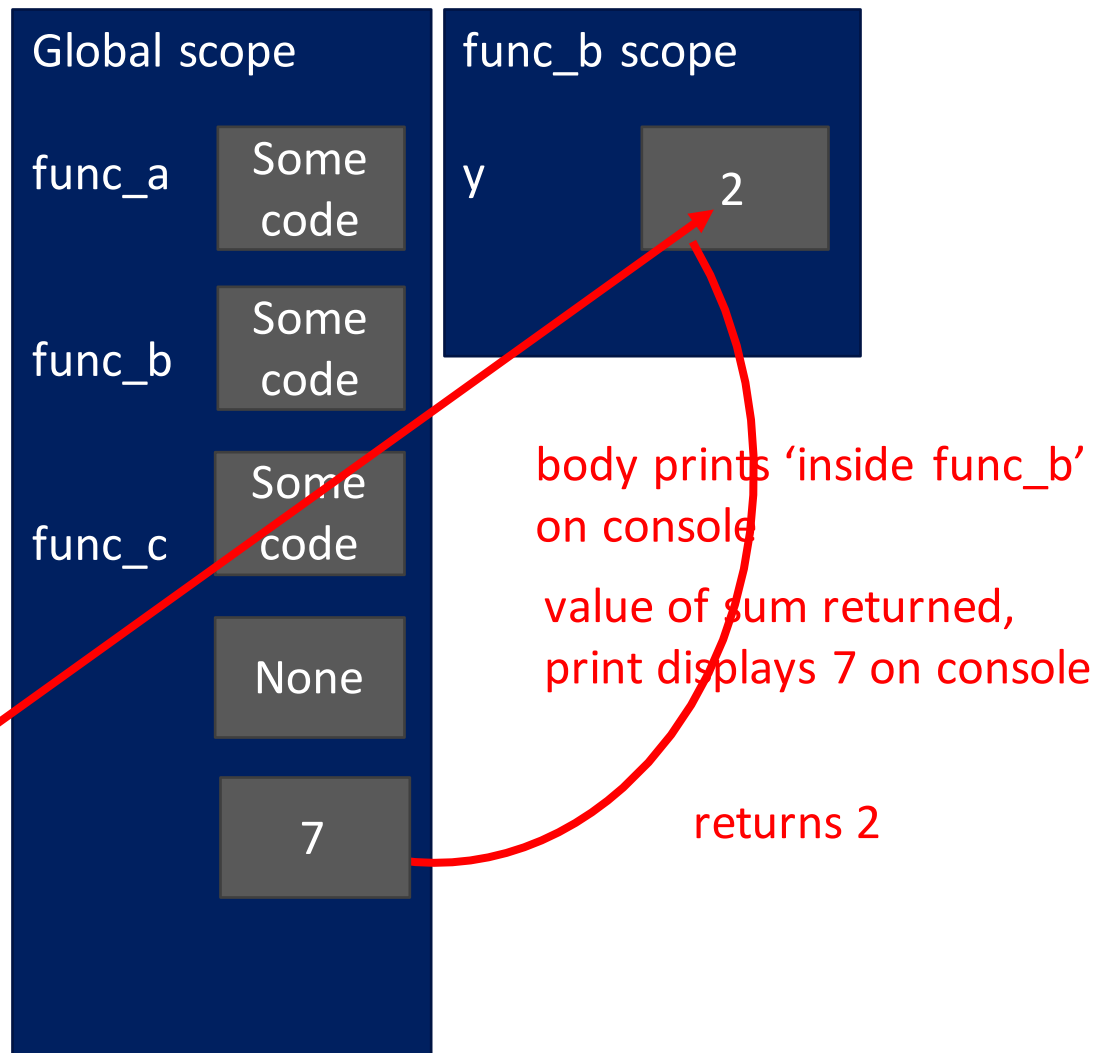 Global scope
func_a
Some
code
func_b
Some
code
func_c
Some
code
None
7
func_b scope
y
2
body prints ‘inside func_b’
on console
value of sum returned,
print displays 7 on console
returns 2